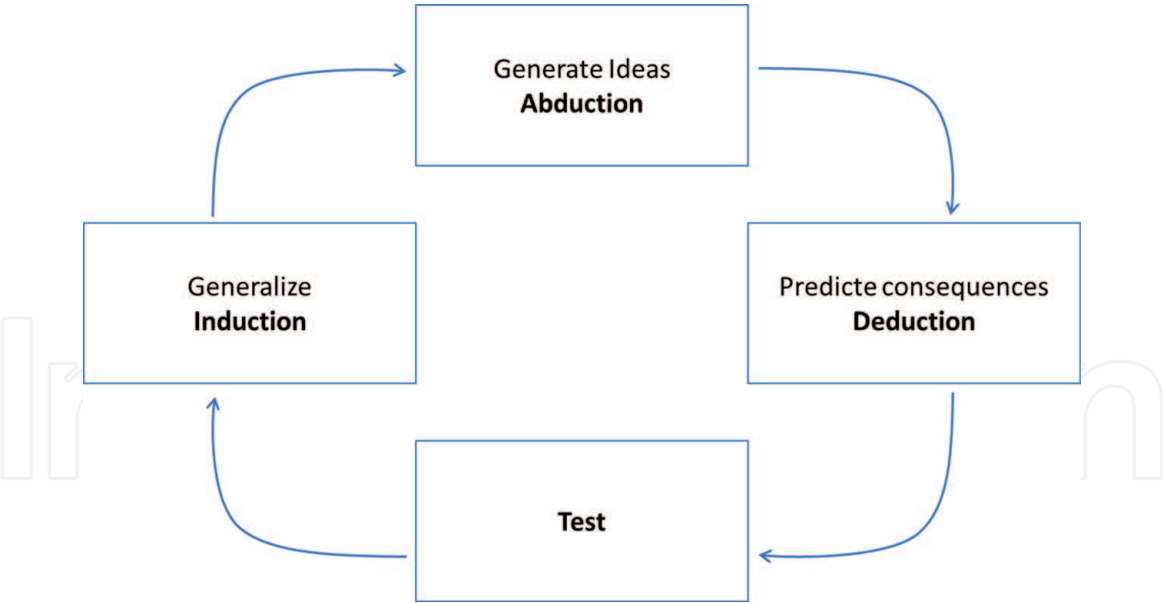 Generate Ideas
Abduction
Generalize
Induction
Predicte consequences
Deduction
Test